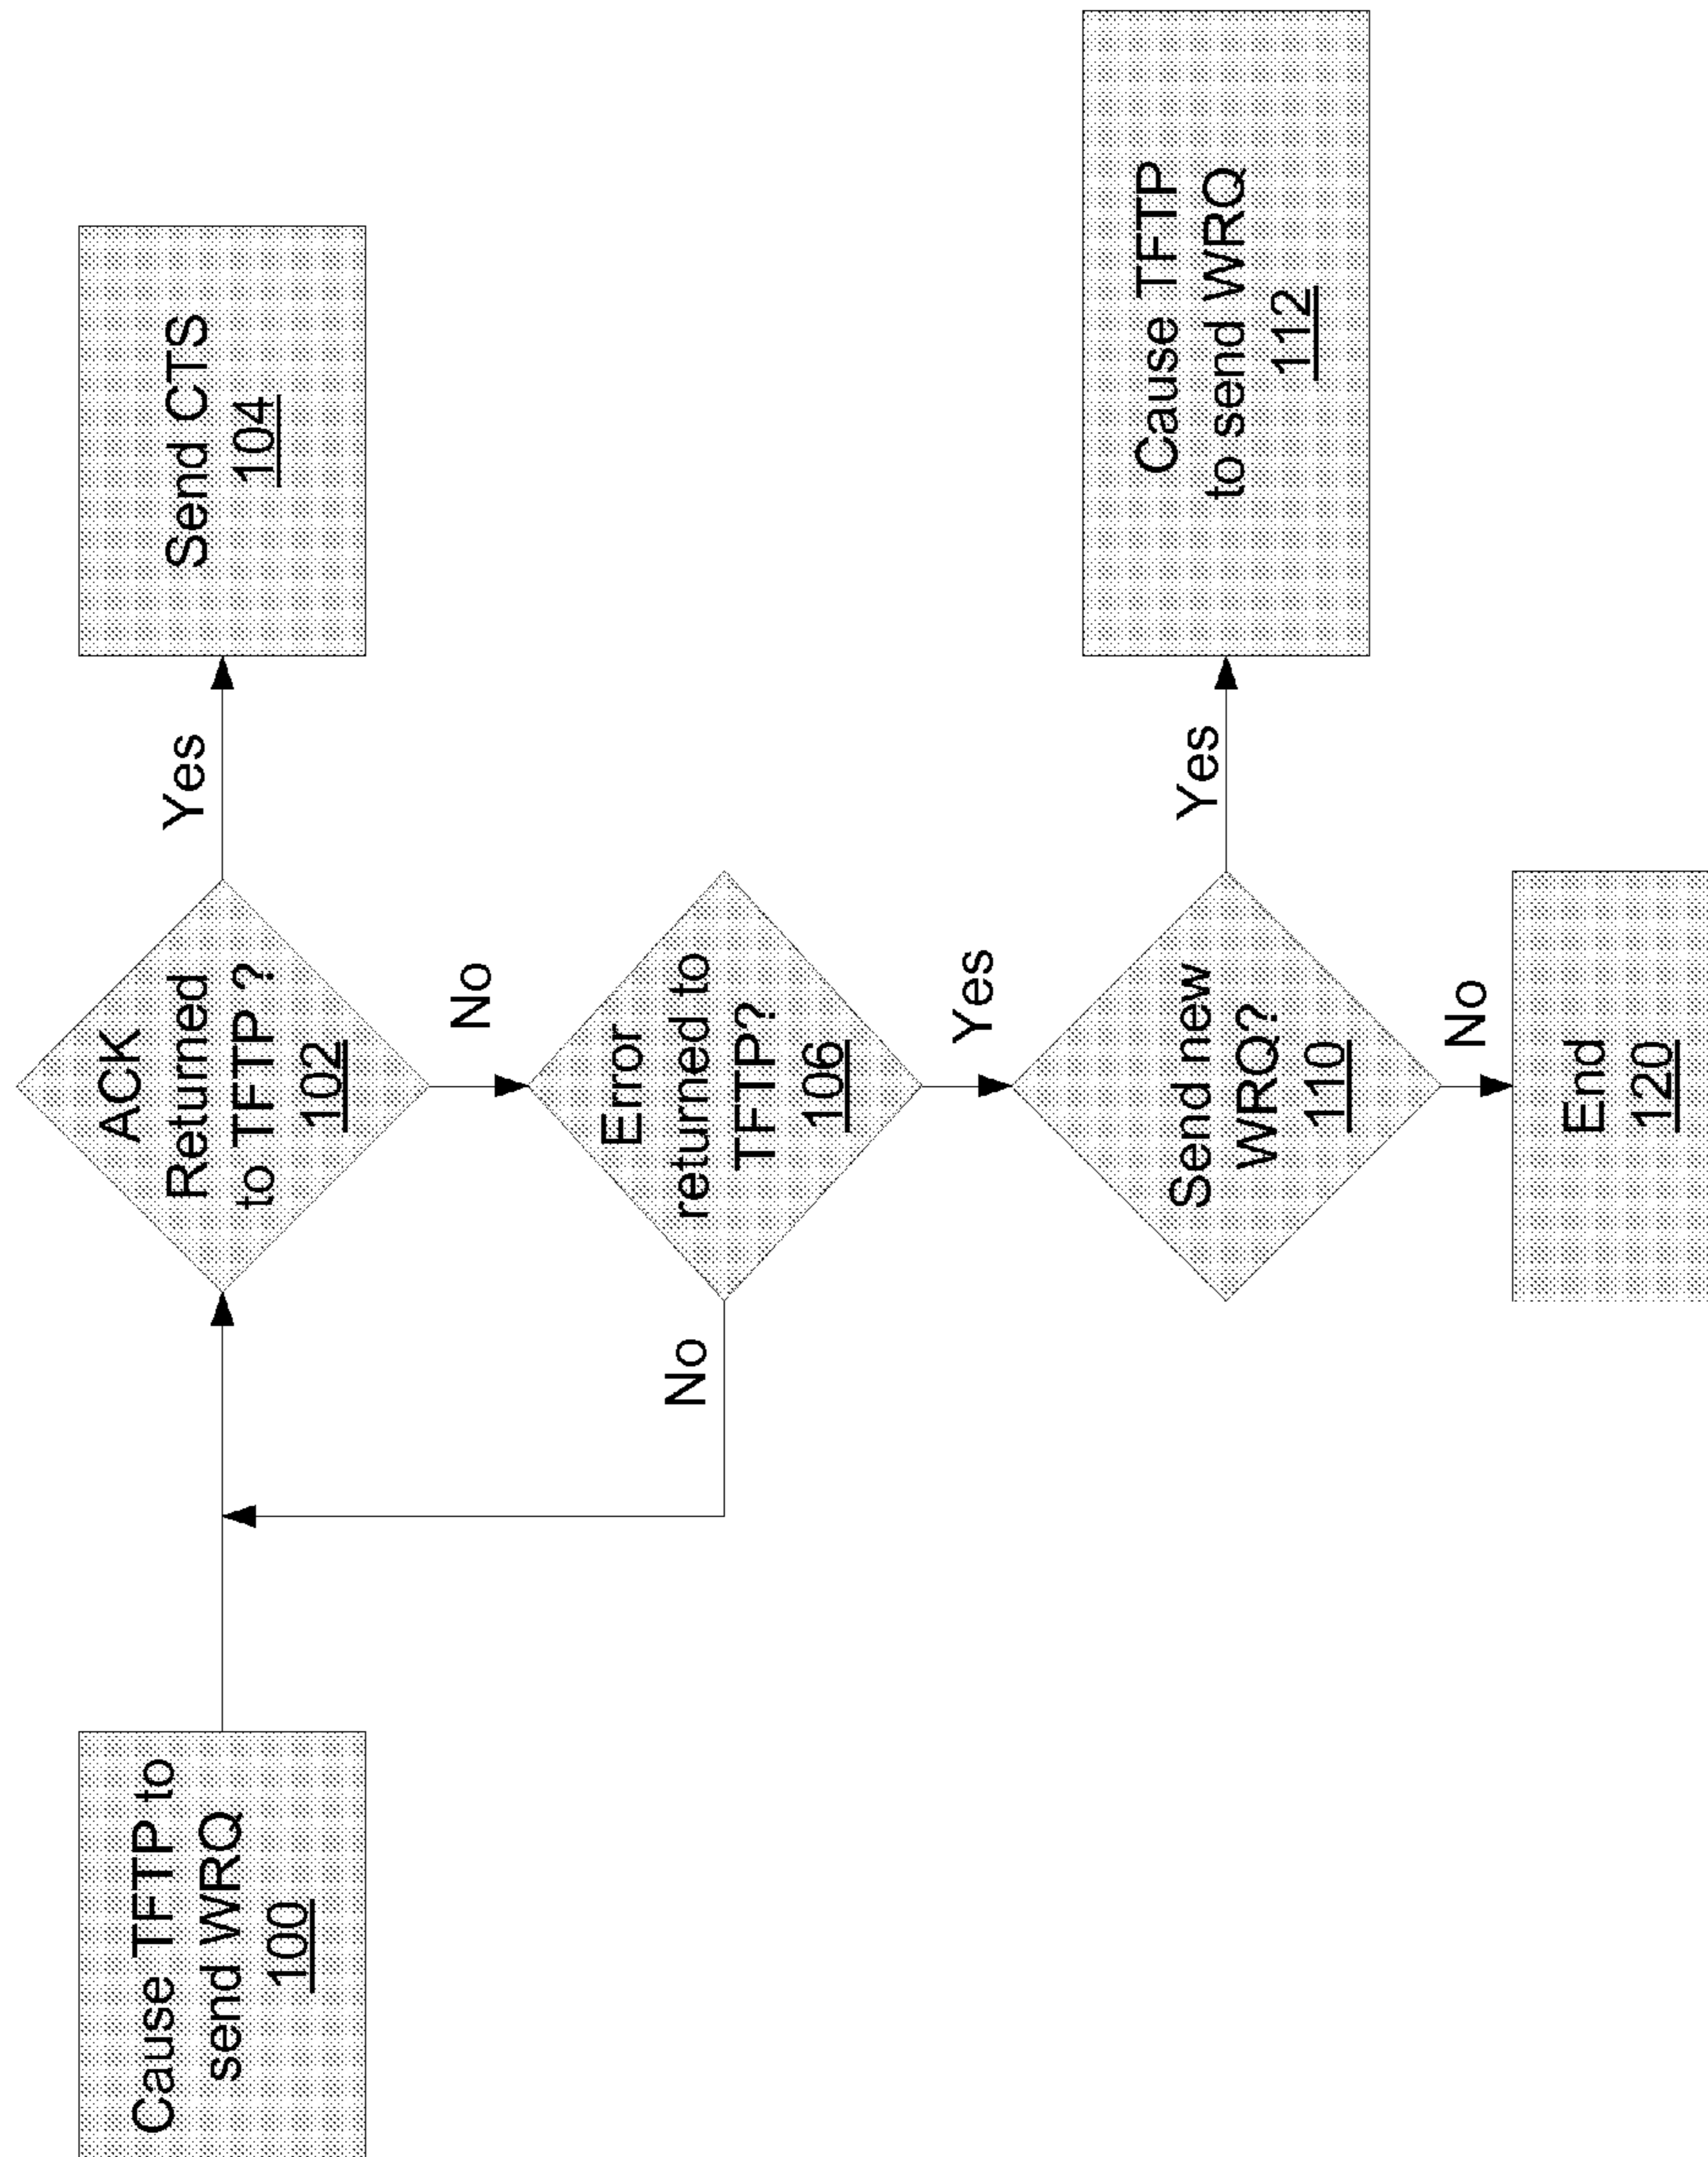 Cause TFTP to
send WRQ
100
ACK
Returned
to TFTP ?
102
Yes
Send CTS
104
No
Error
returned to
TFTP?
106
No
Yes
Send new
WRQ?
110
Yes
Cause TFTP
to send WRQ
112
No
End
120